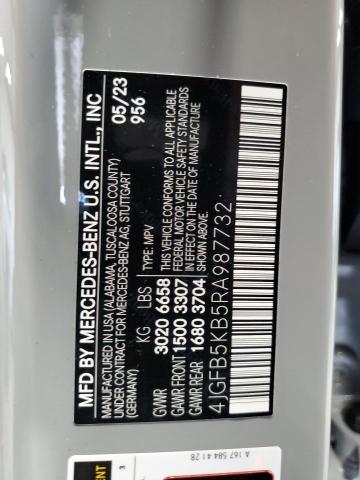 MFD BY MERCEDES-BENZ U.S. INTL., INC
IN USA (ALABAMA, TUSCALOOSA COUNTY)
UNDER CONTRACT FOR MERCEDES-BENZ AG, STUTTGART
GERMANY
05/23
956
KG LBS TYPE: MPV
GVWR 3020 6658
GAWR FRONT 1500 3307
GAWR REAR 1680 3704
THIS VEHICLE CONFORMS TO ALL APPLICABLE
FEDERAL MOTOR VEHICLE SAFETY STANDARDS
IN EFFECT ON THE DATE OF MANUFACTURE
SHOWN ABOVE.
4JGFB5KB5RA987732
A 167 584 41 28
3